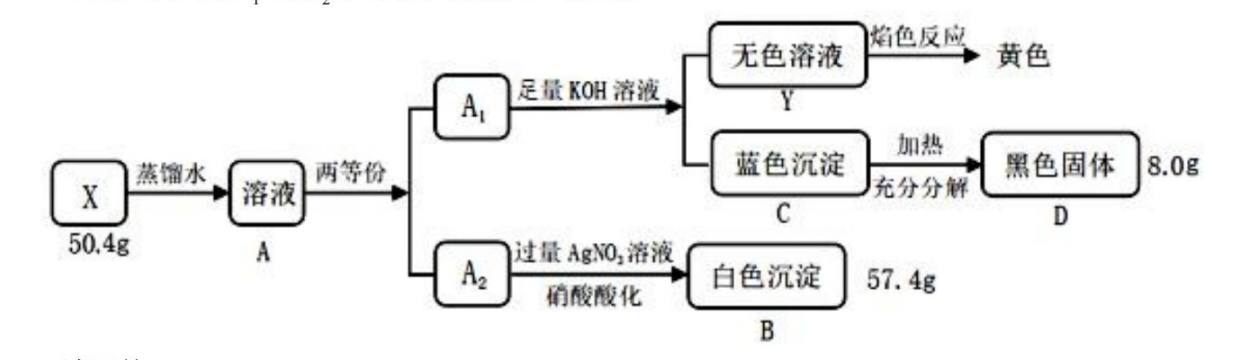 无色溶液
焰色反应
黄色
Y
A₁
足量 KOH 溶液
蓝色沉淀
加热
充分分解
黑色固体
8.0g
C
D
X
蒸馏水
溶液
两等份
50.4g
A
A₂
过量 AgNO₃溶液
硝酸酸化
白色沉淀
57.4g
B